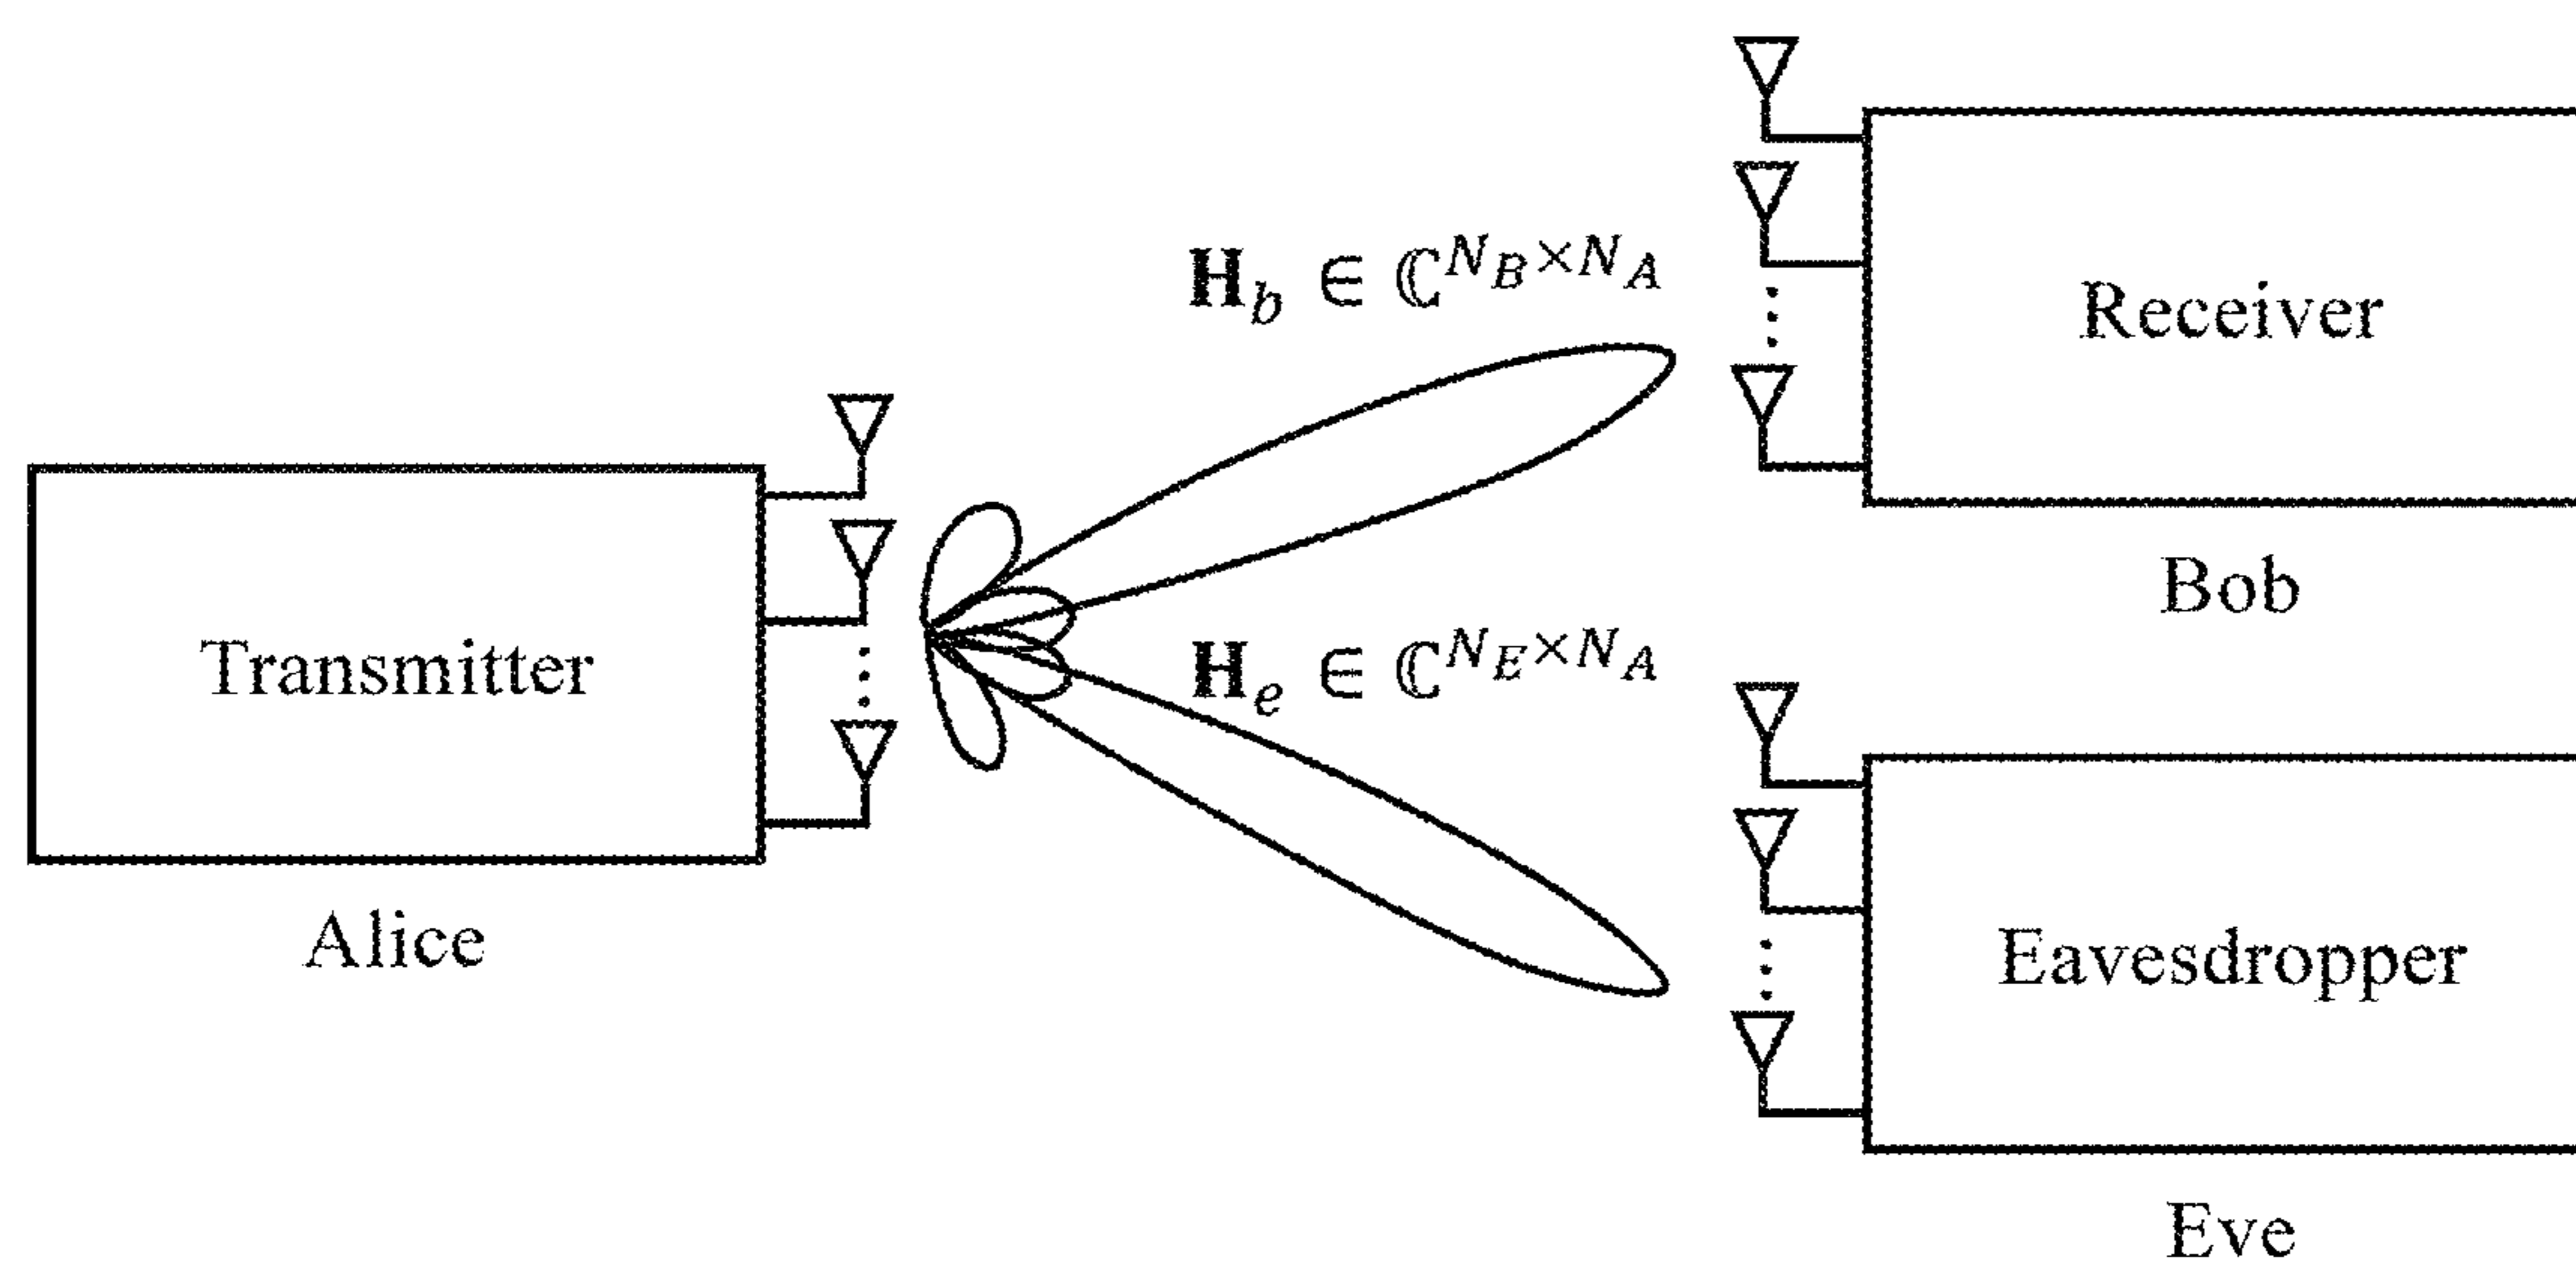 𝐇_b ∈ ℂ^{N_B×N_A}
Receiver
Bob
Transmitter
Alice
𝐇_e ∈ ℂ^{N_E×N_A}
Eavesdropper
Eve